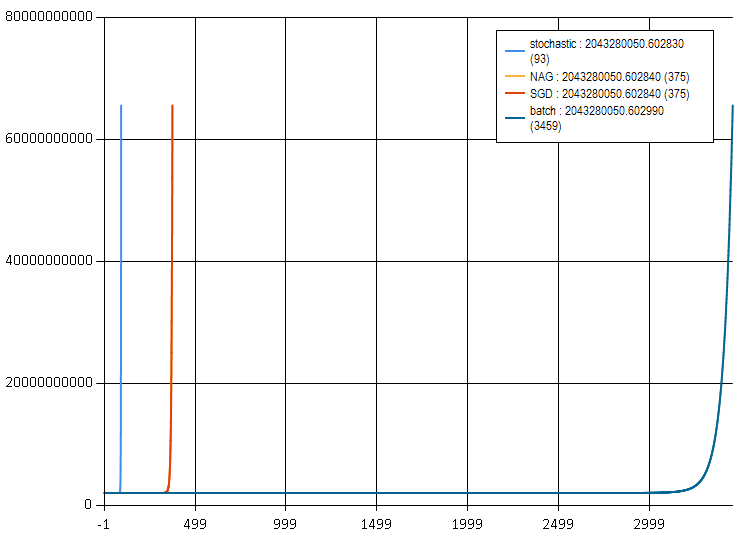 80000000000
stochastic : 2043280050.602830
(93)
NAG : 2043280050.602840 (375)
SGD : 2043280050.602840 (375)
batch : 2043280050.602990
(3459)
60000000000
40000000000
20000000000
0
-1 499 999 1499 1999 2499 2999